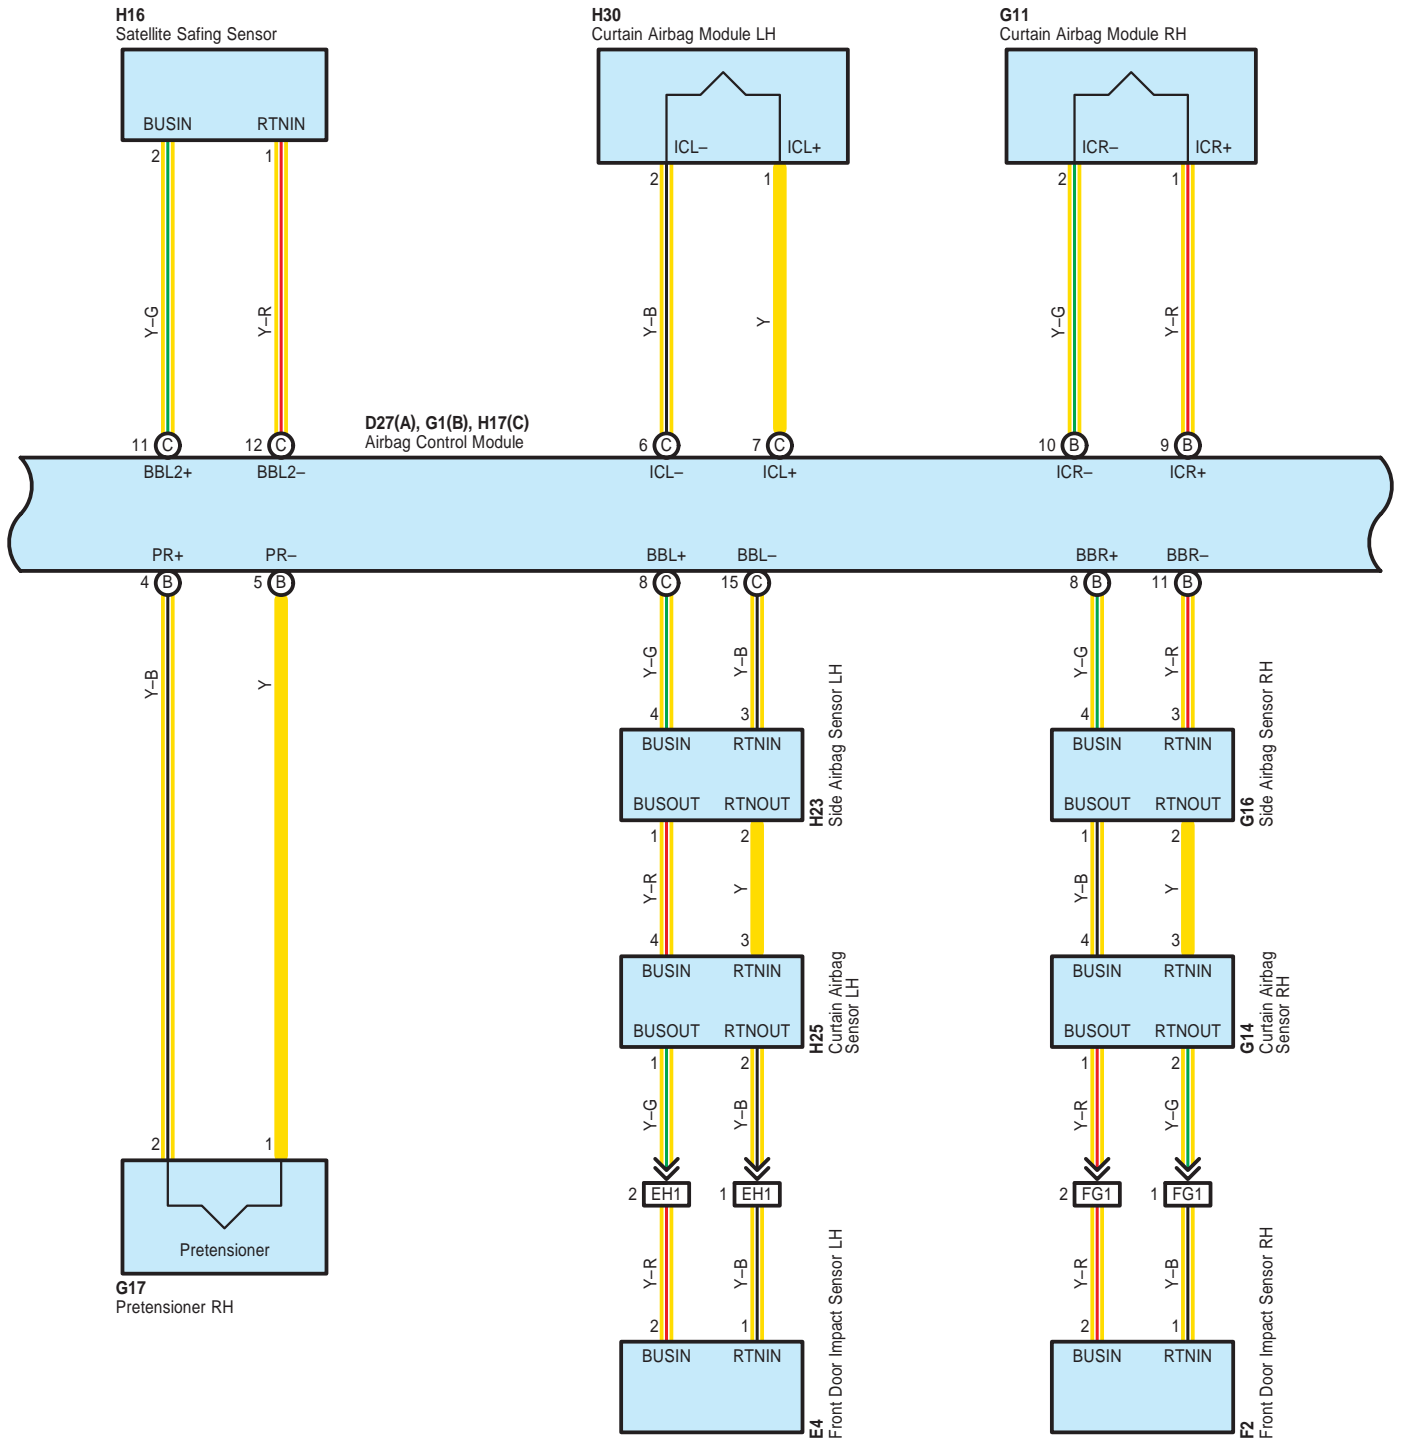 H16
Satellite Safing Sensor
H30
Curtain Airbag Module LH
G11
Curtain Airbag Module RH
BUSIN RTNIN
ICL– ICL+
ICR– ICR+
2 1
2 1
2 1
Y–G Y–R Y–B Y Y–G Y–R
D27(A), G1(B), H17(C)
Airbag Control Module
11 C 12 C 6 C 7 C 10 B 9 B
BBL2+ BBL2– ICL– ICL+ ICR– ICR+
PR+ PR– BBL+ BBL– BBR+ BBR–
4 B 5 B 8 C 15 C 8 B 11 B
Y–B Y Y–G Y–B Y–G Y–R
4 3 4 3
BUSIN RTNIN BUSIN RTNIN
BUSOUT RTNOUT BUSOUT RTNOUT
H23
Side Airbag Sensor LH
G16
Side Airbag Sensor RH
1 2 1 2
Y–R Y Y–B Y
4 3 4 3
BUSIN RTNIN BUSIN RTNIN
BUSOUT RTNOUT BUSOUT RTNOUT
H25
Curtain Airbag
Sensor LH
G14
Curtain Airbag
Sensor RH
1 2 1 2
Y–G Y–B Y–R Y–G
2 1
2 EH1 1 EH1 2 FG1 1 FG1
Pretensioner
G17
Pretensioner RH
Y–R Y–B Y–R Y–B
2 1 2 1
BUSIN RTNIN BUSIN RTNIN
E4
Front Door Impact Sensor LH
F2
Front Door Impact Sensor RH